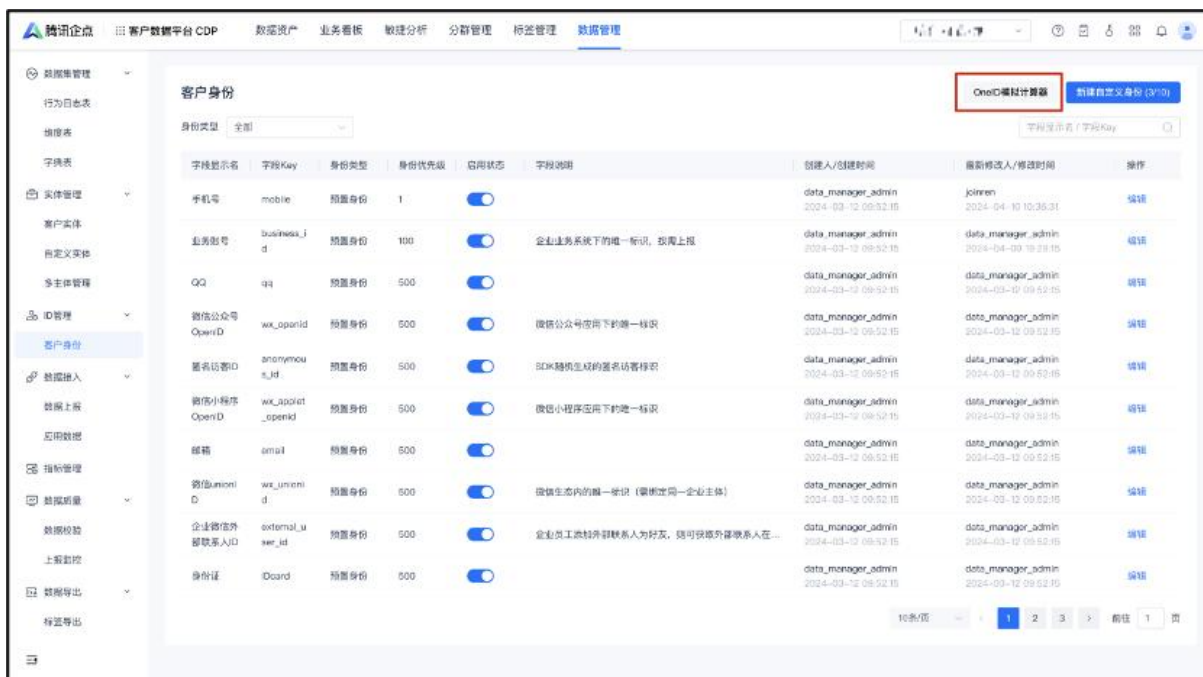 腾讯企点 客户数据平台 CDP 数据资产 业务看板 敏捷分析 分群管理 标签管理 数据管理
数据集管理
行为日志表
维度表
字典表
实体管理
客户实体
自定义实体
多主体管理
ID管理
客户身份
数据接入
数据上报
应用数据
指标管理
数据质量
数据校验
上报监控
数据导出
标签导出
客户身份 OneID模拟计算器 新建自定义身份 (3/10)
身份类型 全部 字段显示名 / 字段Key
字段显示名 字段Key 身份类型 身份优先级 启用状态 字段说明 创建人/创建时间 最新修改人/修改时间 操作
手机号 mobile 预置身份 1 data_manager_admin joinren 编辑
2024-03-12 09:52:15 2024-04-10 10:36:31
业务账号 business_i 预置身份 100 企业业务系统下的唯一标识，按需上报 data_manager_admin data_manager_admin 编辑
d 2024-03-12 09:52:15
QQ qq 预置身份 500 data_manager_admin data_manager_admin 编辑
2024-03-12 09:52:15 2024-03-12 09:52:15
微信公众号 wx_openid 预置身份 500 微信公众号应用下的唯一标识 data_manager_admin data_manager_admin 编辑
OpenID 2024-03-12 09:52:15 2024-03-12 09:52:15
匿名访客ID anonymou 预置身份 500 SDK随机生成的匿名访客标识 data_manager_admin data_manager_admin 编辑
s_id 2024-03-12 09:52:15 2024-03-12 09:52:15
微信小程序 wx_applet 预置身份 500 微信小程序应用下的唯一标识 data_manager_admin data_manager_admin 编辑
OpenID _openid 2024-03-12 09:52:15 2024-03-12 09:52:15
邮箱 email 预置身份 500 data_manager_admin data_manager_admin 编辑
2024-03-12 09:52:15 2024-03-12 09:52:15
微信unionI wx_unioni 预置身份 500 微信生态内的唯一标识（需绑定同一企业主体） data_manager_admin data_manager_admin 编辑
D d 2024-03-12 09:52:15 2024-03-12 09:52:15
企业微信外 external_u 预置身份 500 企业员工添加外部联系人为好友，则可获取外部联系人在... data_manager_admin data_manager_admin 编辑
部联系人ID ser_id 2024-03-12 09:52:15 2024-03-12 09:52:15
身份证 IDcard 预置身份 500 data_manager_admin data_manager_admin 编辑
2024-03-12 09:52:15 2024-03-12 09:52:15
10条/页 1 2 3 前往 1 页